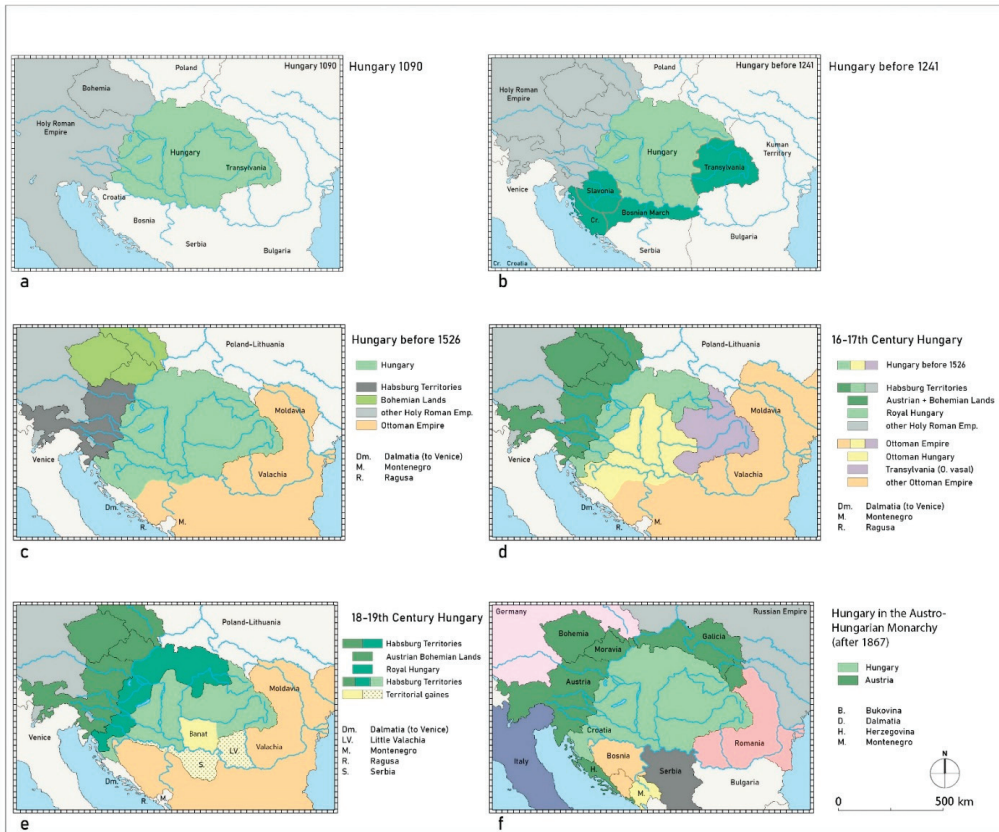 Hungary 1090
Hungary 1090
Poland
Bohemia
Holy Roman
Empire
Hungary
Transylvania
Croatia
Bosnia
Serbia
Bulgaria
a
Hungary before 1241
Hungary before 1241
Poland
Holy Roman
Empire
Kuman
Territory
Hungary
Transylvania
Venice
Slavonia
Cr.
Bosnian March
Serbia
Bulgaria
Cr. Croatia
b
Hungary before 1526
Poland-Lithuania
Moldavia
Venice
Valachia
Dm.
R.
M.
Hungary
Habsburg Territories
Bohemian Lands
other Holy Roman Emp.
Ottoman Empire
Dm. Dalmatia (to Venice)
M. Montenegro
R. Ragusa
c
16-17th Century Hungary
Poland-Lithuania
Moldavia
Venice
Valachia
Dm.
R.
M.
Hungary before 1526
Habsburg Territories
Austrian + Bohemian Lands
Royal Hungary
other Holy Roman Emp.
Ottoman Empire
Ottoman Hungary
Transylvania (O. vasal)
other Ottoman Empire
Dm. Dalmatia (to Venice)
M. Montenegro
R. Ragusa
d
18-19th Century Hungary
Poland-Lithuania
Moldavia
Venice
Banat
LV.
Valachia
S.
Dm.
R.
M.
Habsburg Territories
Austrian Bohemian Lands
Royal Hungary
Habsburg Territories
Territorial gaines
Dm. Dalmatia (to Venice)
LV. Little Valachia
M. Montenegro
R. Ragusa
S. Serbia
e
Hungary in the Austro-
Hungarian Monarchy
(after 1867)
Germany
Russian Empire
Bohemia
Moravia
Galicia
Austria
Croatia
Romania
Bosnia
Italy
H.
Serbia
M.
Bulgaria
Hungary
Austria
B. Bukovina
D. Dalmatia
H. Herzegovina
M. Montenegro
N
0 500 km
f